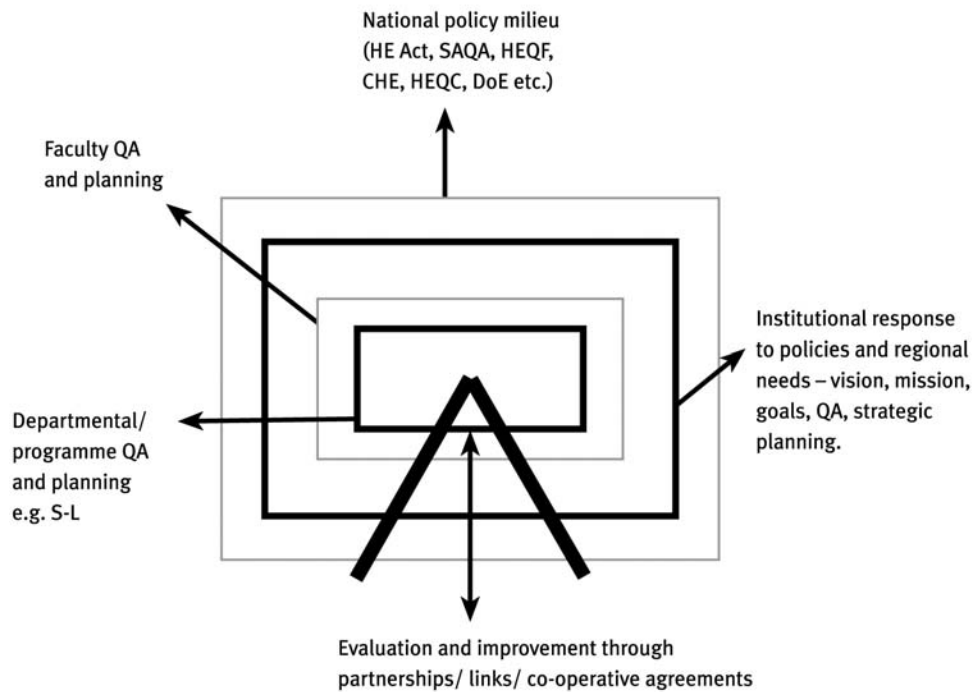 National policy milieu
(HE Act, SAQA, HEQF,
CHE, HEQC, DoE etc.)
Faculty QA
and planning
Institutional response
to policies and regional
needs – vision, mission,
goals, QA, strategic
planning.
Departmental/
programme QA
and planning
e.g. S-L
Evaluation and improvement through
partnerships/ links/ co-operative agreements